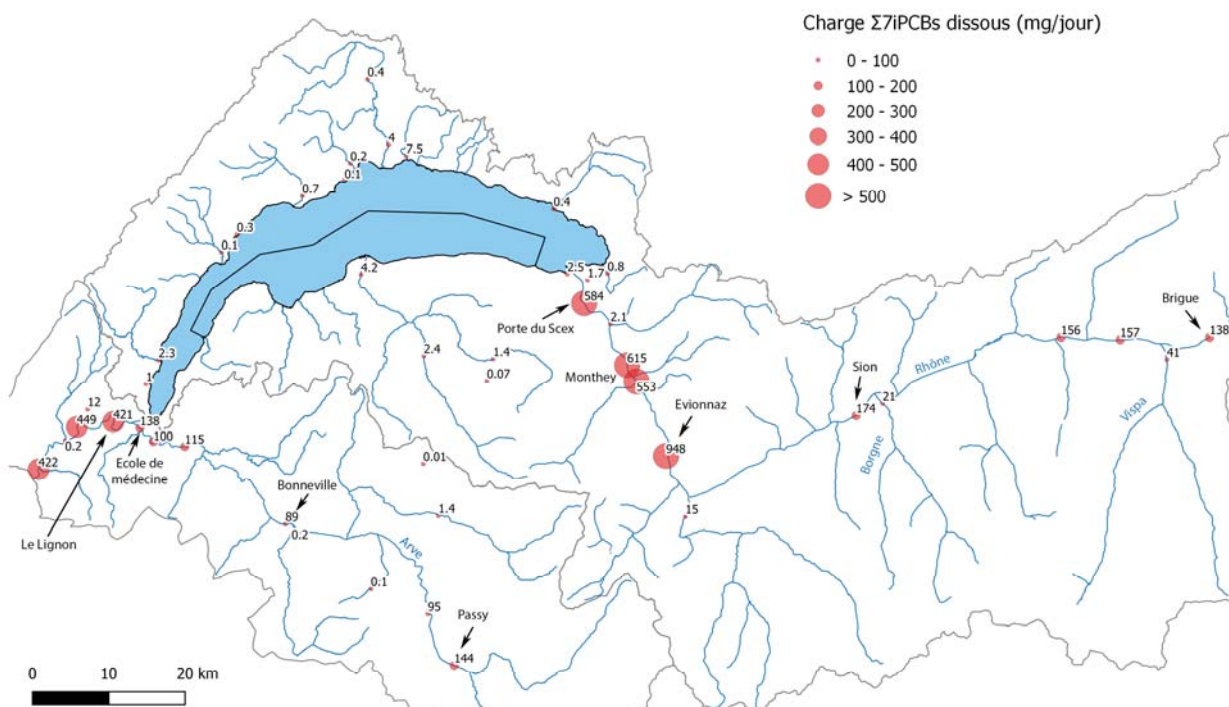 Charge Σ7iPCBs dissous (mg/jour)
0 - 100
100 - 200
200 - 300
300 - 400
400 - 500
> 500
0.4
4
7.5
0.2
0.1
0.7
0.4
0.3
0.1
4.2
2.5
1.7
0.8
584
Porte du Scex
2.1
Brigue
138
156
157
41
2.3
2.4
1.4
0.07
615
Monthey
553
1
Sion
Rhône
Vispa
174
21
Borgne
12
449
421
138
100
115
0.2
422
Evionnaz
948
Ecole de
médecine
0.01
Le Lignon
Bonneville
89
0.2
1.4
15
Arve
0.1
95
Passy
144
0 10 20 km